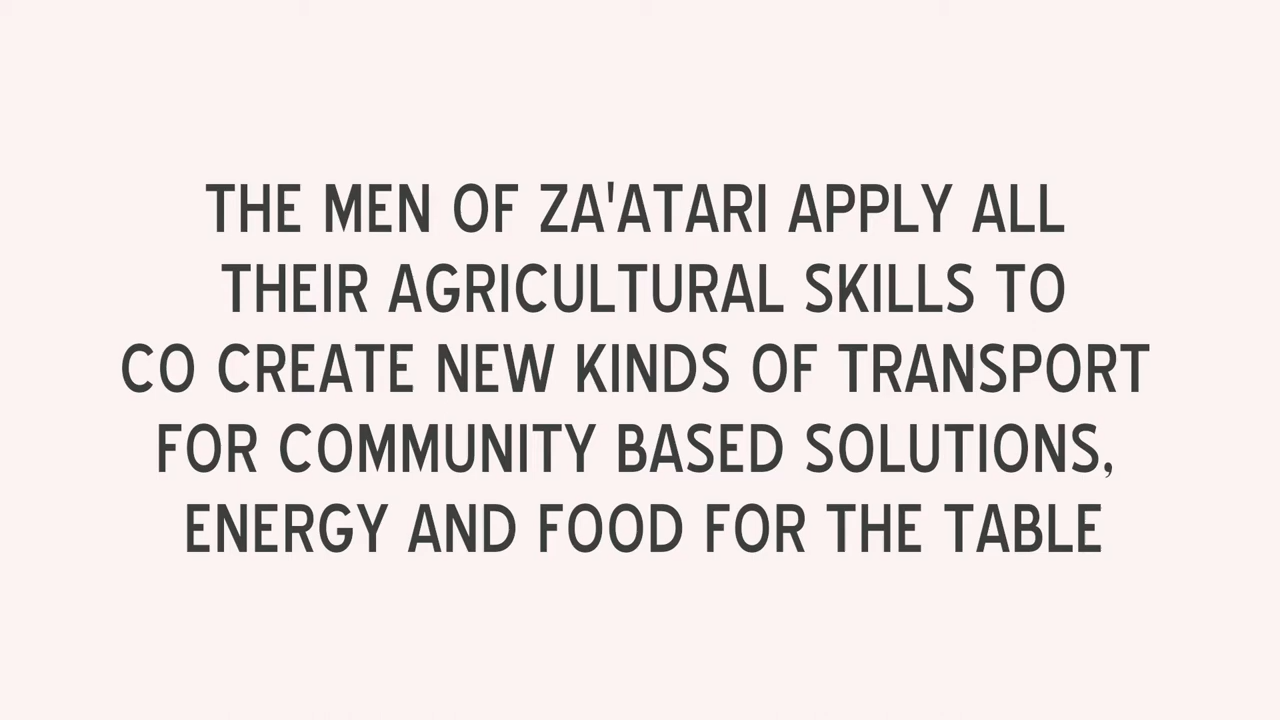 THE MEN OF ZA'ATARI APPLY ALL
THEIR AGRICULTURAL SKILLS TO
CO CREATE NEW KINDS OF TRANSPORT
FOR COMMUNITY BASED SOLUTIONS,
ENERGY AND FOOD FOR THE TABLE